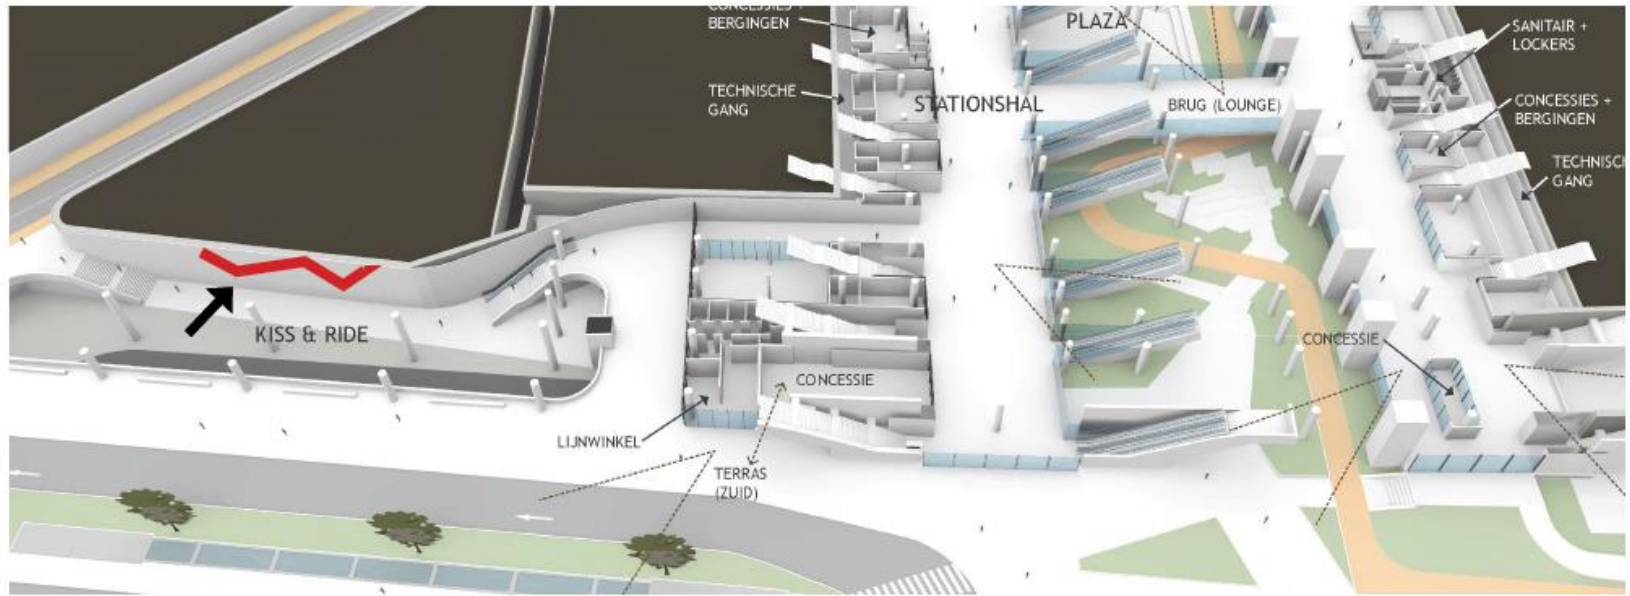 CONCESSIES +
BERGINGEN
PLAZA
SANITAIR +
LOCKERS
TECHNISCHE
GANG
STATIONSHAL
BRUG (LOUNGE)
CONCESSIES +
BERGINGEN
TECHNISCH
GANG
KISS & RIDE
CONCESSIE
CONCESSIE
LIJNWINKEL
TERRAS
(ZUID)